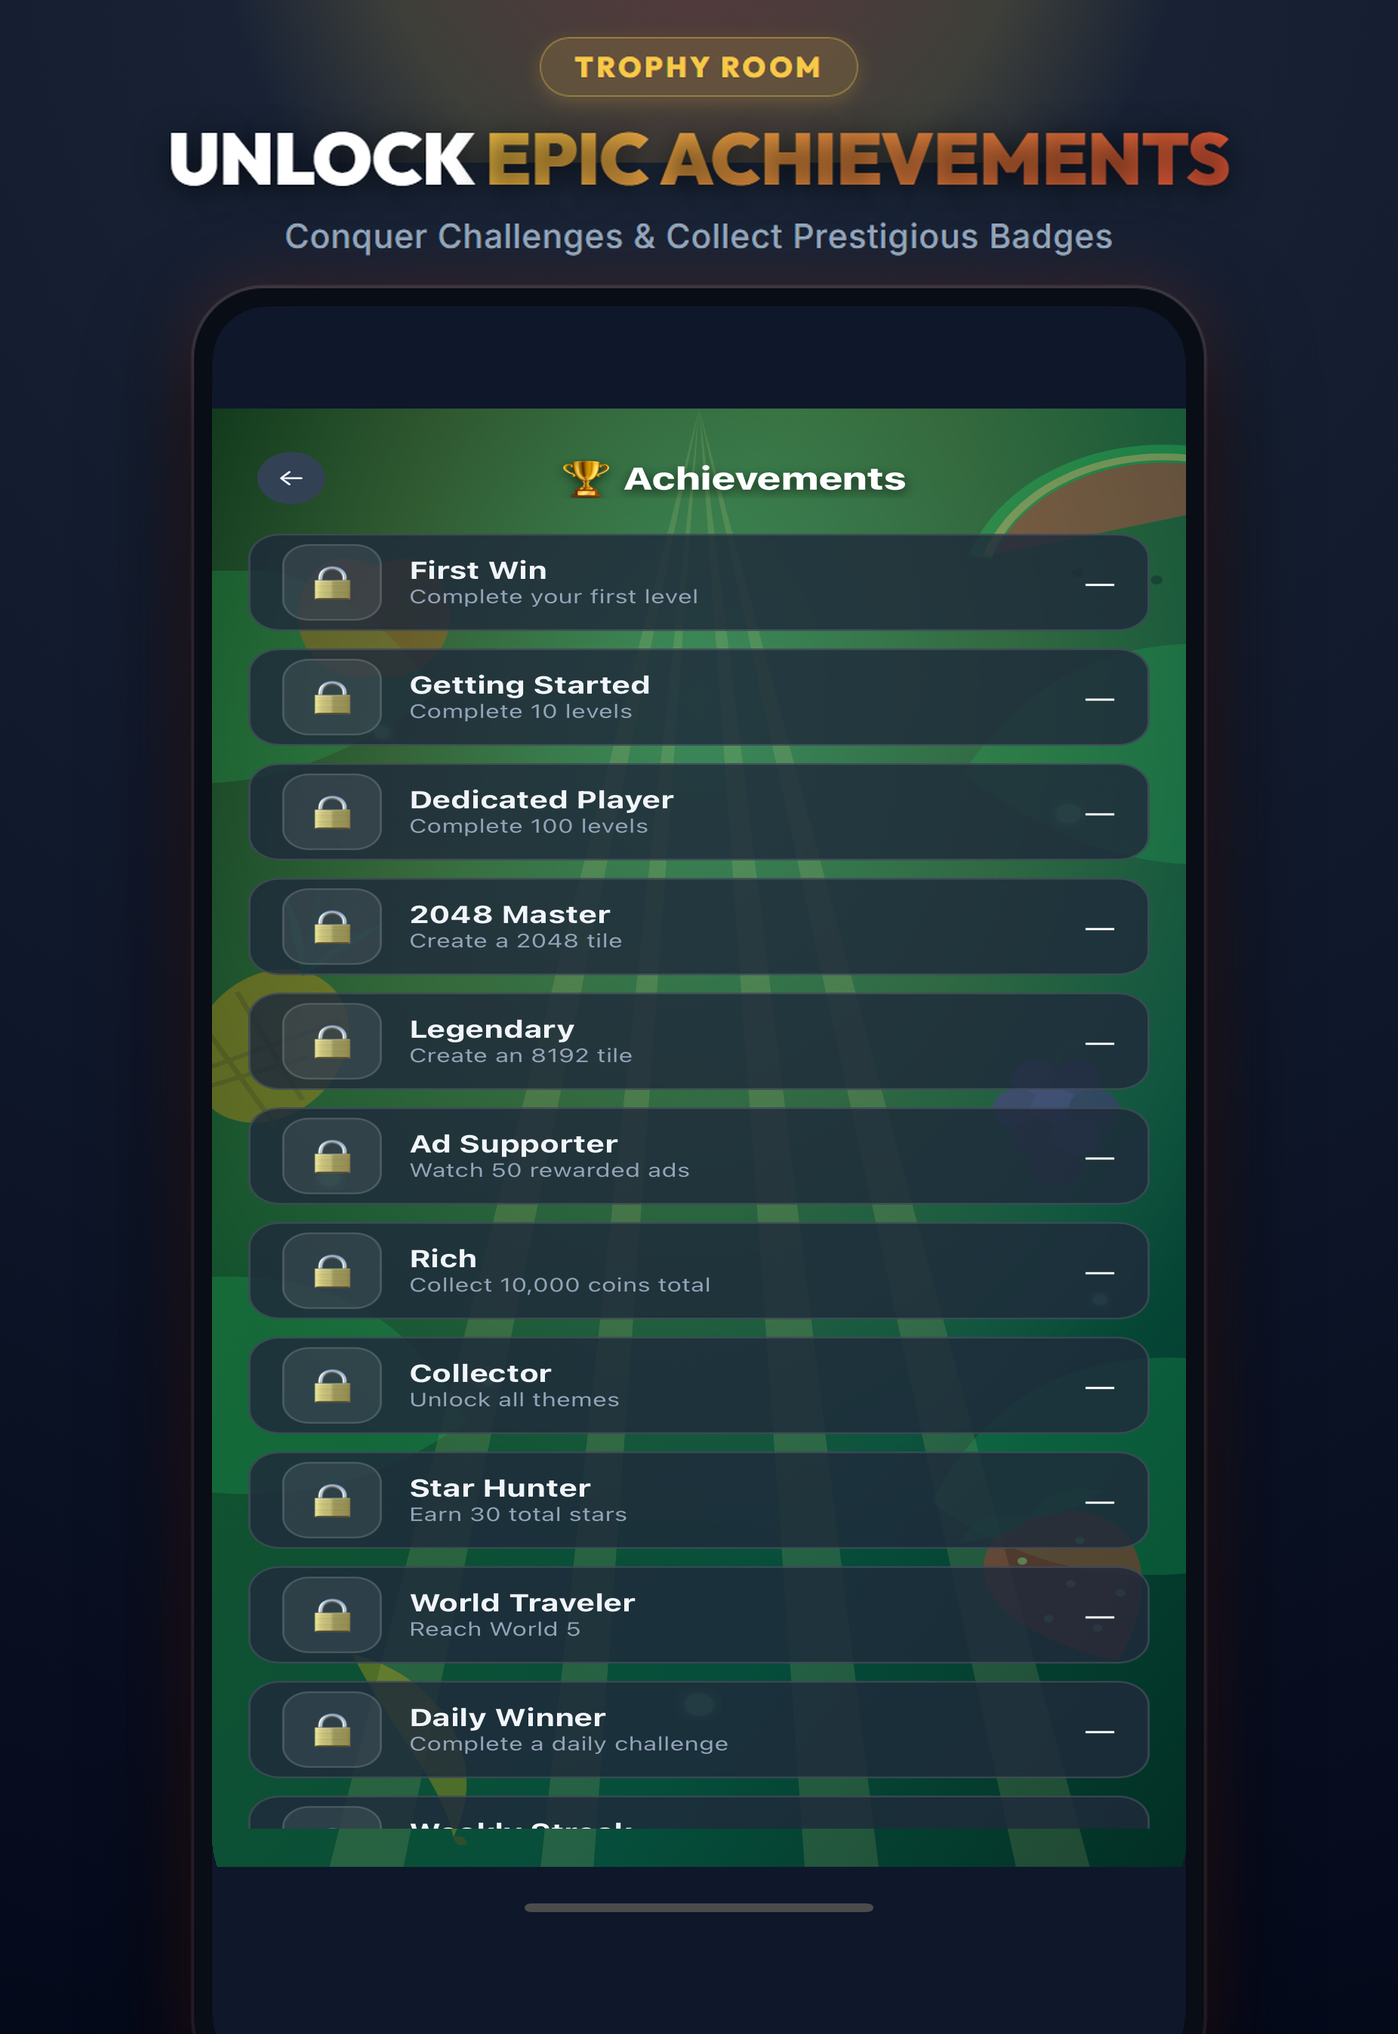 TROPHY ROOM
UNLOCK EPIC ACHIEVEMENTS
Conquer Challenges & Collect Prestigious Badges
🏆 Achievements
First Win
Complete your first level
—
Getting Started
Complete 10 levels
—
Dedicated Player
Complete 100 levels
—
2048 Master
Create a 2048 tile
—
Legendary
Create an 8192 tile
—
Ad Supporter
Watch 50 rewarded ads
—
Rich
Collect 10,000 coins total
—
Collector
Unlock all themes
—
Star Hunter
Earn 30 total stars
—
World Traveler
Reach World 5
—
Daily Winner
Complete a daily challenge
—
Weekly Streak